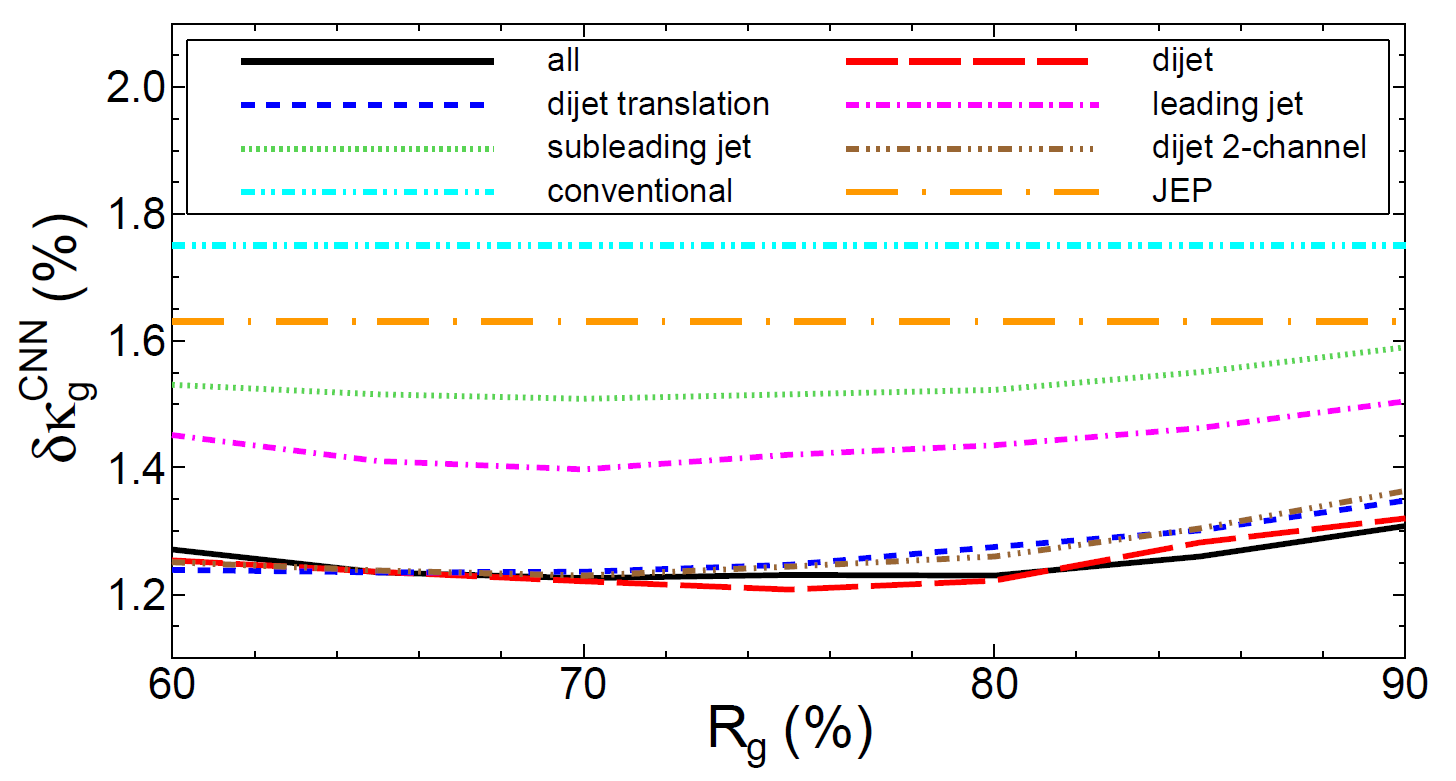 all
dijet
dijet translation
leading jet
subleading jet
dijet 2-channel
conventional
JEP
δκgCNN (%)
2.0
1.8
1.6
1.4
1.2
60
70
80
90
Rg (%)